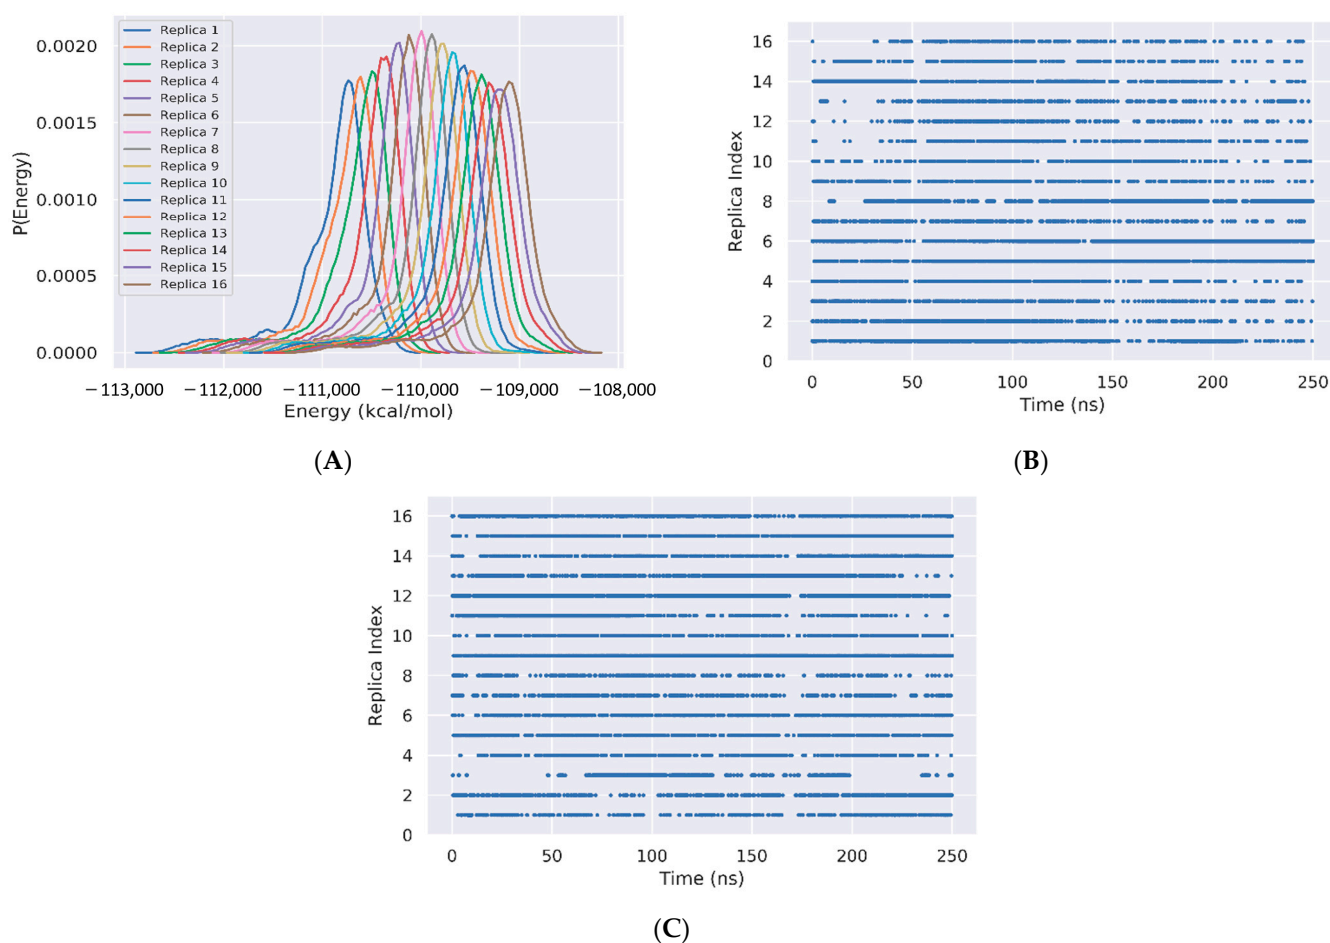 0.0020
0.0015
0.0010
0.0005
0.0000
P(Energy)
Replica 1
Replica 2
Replica 3
Replica 4
Replica 5
Replica 6
Replica 7
Replica 8
Replica 9
Replica 10
Replica 11
Replica 12
Replica 13
Replica 14
Replica 15
Replica 16
−113,000 −112,000 −111,000 −110,000 −109,000 −108,000
Energy (kcal/mol)
(A)
16
14
12
10
8
6
4
2
0
Replica Index
0 50 100 150 200 250
Time (ns)
(B)
16
14
12
10
8
6
4
2
0
Replica Index
0 50 100 150 200 250
Time (ns)
(C)